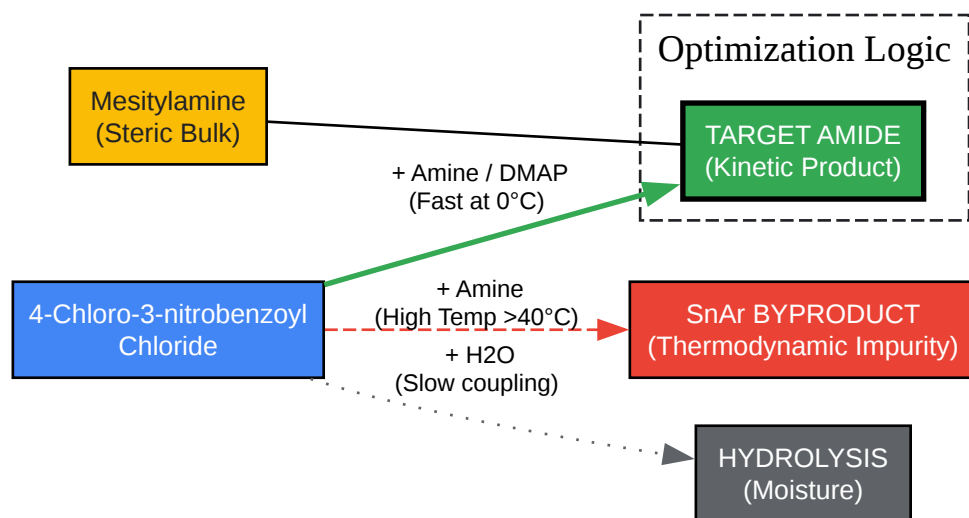 Optimization Logic
Mesitylamine
(Steric Bulk)
TARGET AMIDE
(Kinetic Product)
+ Amine / DMAP
(Fast at 0°C)
4-Chloro-3-nitrobenzoyl
Chloride
+ Amine
(High Temp >40°C)
SnAr BYPRODUCT
(Thermodynamic Impurity)
+ H2O
(Slow coupling)
HYDROLYSIS
(Moisture)